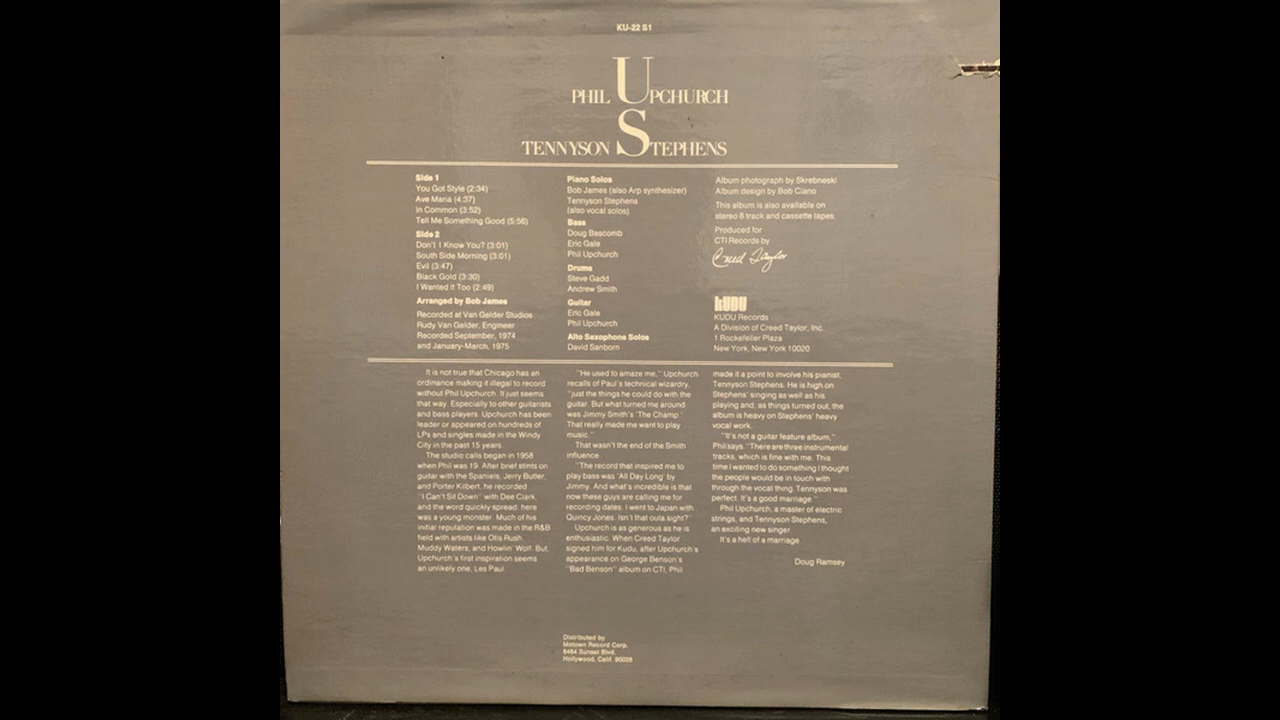 KU-22 S1
PHIL UPCHURCH
TENNYSON STEPHENS
Side 1
You Got Style (2:34)
Ave Maria (4:37)
In Common (3:52)
Tell Me Something Good (5:56)
Side 2
Don't I Know You? (3:01)
South Side Morning (3:01)
Evil (3:47)
Black Gold (3:30)
I Wanted It Too (2:49)
Arranged by Bob James
Recorded at Van Gelder Studios
Rudy Van Gelder, Engineer
Recorded September, 1974
and January-March, 1975
Piano Solos
Bob James (also Arp synthesizer)
Tennyson Stephens
(also vocal solos)
Bass
Doug Bascomb
Eric Gale
Phil Upchurch
Drums
Steve Gadd
Andrew Smith
Guitar
Eric Gale
Phil Upchurch
Alto Saxophone Solos
David Sanborn
Album photograph by Skrebneski
Album design by Bob Ciano
This album is also available on
stereo 8 track and cassette tapes
Produced for
CTI Records by
Creed Taylor
KUDU
KUDU Records
A Division of Creed Taylor, Inc.
1 Rockefeller Plaza
New York, New York 10020
It is not true that Chicago has an
ordinance making it illegal to record
without Phil Upchurch. It just seems
that way. Especially to other guitarists
and bass players. Upchurch has been
leader or appeared on hundreds of
LPs and singles made in the Windy
City in the past 15 years.
The studio calls began in 1958
when Phil was 19. After brief stints on
guitar with the Spaniels, Jerry Butler,
and Porter Kilbert, he recorded
"I Can't Sit Down" with Dee Clark,
and the word quickly spread: here
was a young monster. Much of his
initial reputation was made in the R&B
field with artists like Otis Rush,
Muddy Waters, and Howlin' Wolf. But,
Upchurch's first inspiration seems
an unlikely one, Les Paul.
"He used to amaze me," Upchurch
recalls of Paul's technical wizardry,
"just the things he could do with the
guitar. But what turned me around
was Jimmy Smith's 'The Champ.'
That really made me want to play
music."
That wasn't the end of the Smith
influence.
"The record that inspired me to
play bass was 'All Day Long' by
Jimmy. And what's incredible is that
now these guys are calling me for
recording dates. I went to Japan with
Quincy Jones. Isn't that outa sight?"
Upchurch is as generous as he is
enthusiastic. When Creed Taylor
signed him for Kudu, after Upchurch's
appearance on George Benson's
"Bad Benson" album on CTI, Phil
made it a point to involve his pianist,
Tennyson Stephens. He is high on
Stephens' singing as well as his
playing and, as things turned out, the
album is heavy on Stephens' heavy
vocal work.
"It's not a guitar feature album,"
Phil says. "There are three instrumental
tracks, which is fine with me. This
time I wanted to do something I thought
the people would be in touch with
through the vocal thing. Tennyson was
perfect. It's a good marriage."
Phil Upchurch, a master of electric
strings, and Tennyson Stephens,
an exciting new singer.
It's a hell of a marriage.
Doug Ramsey
Distributed by
Motown Record Corp.
6464 Sunset Blvd.
Hollywood, Calif. 90028